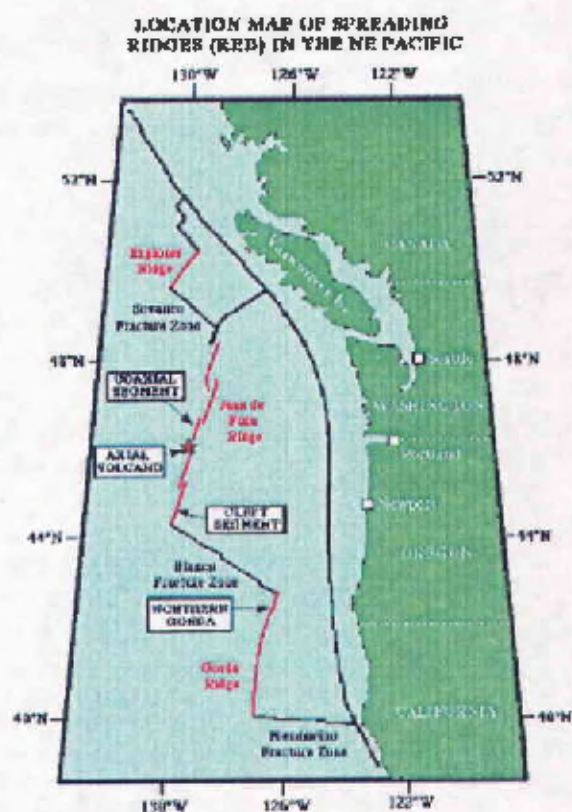 LOCATION MAP OF SPREADING
RIDGES (RED) IN THE NE PACIFIC
130°W
126°W
122°W
52°N
52°N
CANADA
Explorer
Ridge
Vancouver I.
Sovanco
Fracture Zone
48°N
Seattle
48°N
COAXIAL
SEGMENT
WASHINGTON
Juan de
Fuca
Ridge
AXIAL
VOLCANO
Portland
Newport
CLEFT
SEGMENT
44°N
44°N
OREGON
Blanco
Fracture Zone
NORTHERN
GORDA
Gorda
Ridge
40°N
CALIFORNIA
40°N
Mendocino
Fracture Zone
130°W
126°W
122°W